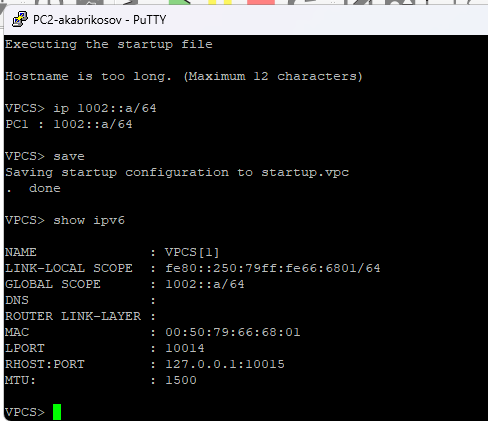 PC2-akabrikosov - PuTTY
Executing the startup file
Hostname is too long. (Maximum 12 characters)
VPCS> ip 1002::a/64
PC1 : 1002::a/64
VPCS> save
Saving startup configuration to startup.vpc
.  done
VPCS> show ipv6
NAME              : VPCS[1]
LINK-LOCAL SCOPE  : fe80::250:79ff:fe66:6801/64
GLOBAL SCOPE      : 1002::a/64
DNS               :
ROUTER LINK-LAYER :
MAC               : 00:50:79:66:68:01
LPORT             : 10014
RHOST:PORT        : 127.0.0.1:10015
MTU:              : 1500
VPCS>